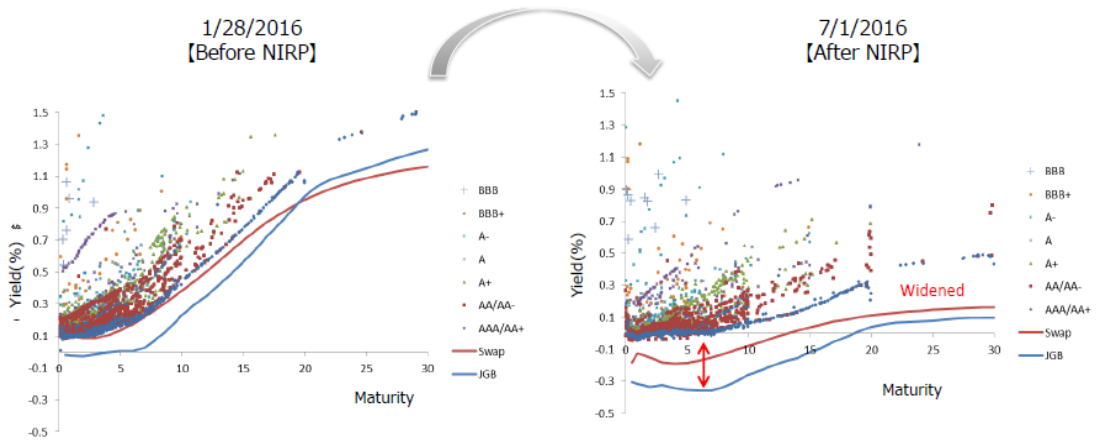 1/28/2016
【Before NIRP】
7/1/2016
【After NIRP】
Yield(%)
1.5
1.3
1.1
0.9
0.7
0.5
0.3
0.1
-0.1
-0.3
-0.5
0
5
10
15
20
25
30
Maturity
BBB
BBB+
A-
A
A+
AA/AA-
AAA/AA+
Swap
JGB
Yield(%)
1.5
1.3
1.1
0.9
0.7
0.5
0.3
0.1
-0.1
-0.3
-0.5
0
5
10
15
20
25
30
Maturity
Widened
BBB
BBB+
A-
A
A+
AA/AA-
AAA/AA+
Swap
JGB